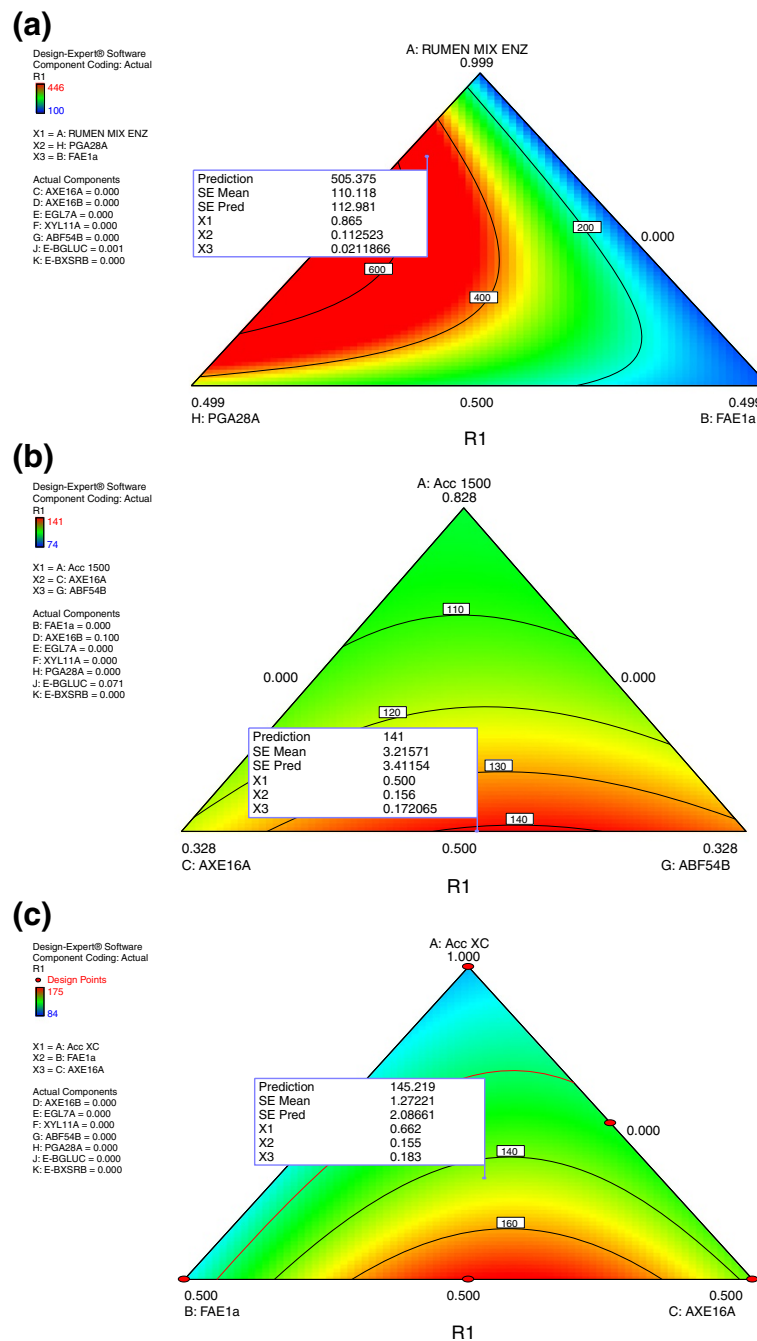 (a)
Design-Expert® Software
Component Coding: Actual
R1
446
100
X1 = A: RUMEN MIX ENZ
X2 = H: PGA28A
X3 = B: FAE1a
Actual Components
C: AXE16A = 0.000
D: AXE16B = 0.000
E: EGL7A = 0.000
F: XYL11A = 0.000
G: ABF54B = 0.000
J: E-BGLUC = 0.001
K: E-BXSRB = 0.000
A: RUMEN MIX ENZ
0.999
Prediction 505.375
SE Mean 110.118
SE Pred 112.981
X1 0.865
X2 0.112523
X3 0.0211866
200
0.000
600
400
0.499 0.500 0.499
H: PGA28A B: FAE1a
R1
(b)
Design-Expert® Software
Component Coding: Actual
R1
141
74
X1 = A: Acc 1500
X2 = C: AXE16A
X3 = G: ABF54B
Actual Components
B: FAE1a = 0.000
D: AXE16B = 0.100
E: EGL7A = 0.000
F: XYL11A = 0.000
H: PGA28A = 0.000
J: E-BGLUC = 0.071
K: E-BXSRB = 0.000
A: Acc 1500
0.828
110
0.000 0.000
120
Prediction 141
SE Mean 3.21571
SE Pred 3.41154
X1 0.500
X2 0.156
X3 0.172065
130
140
0.328 0.500 0.328
C: AXE16A G: ABF54B
R1
(c)
Design-Expert® Software
Component Coding: Actual
R1
Design Points
175
84
X1 = A: Acc XC
X2 = B: FAE1a
X3 = C: AXE16A
Actual Components
D: AXE16B = 0.000
E: EGL7A = 0.000
F: XYL11A = 0.000
G: ABF54B = 0.000
H: PGA28A = 0.000
J: E-BGLUC = 0.000
K: E-BXSRB = 0.000
A: Acc XC
1.000
Prediction 145.219
SE Mean 1.27221
SE Pred 2.08661
X1 0.662
X2 0.155
X3 0.183
0.000
140
160
0.500 0.500 0.500
B: FAE1a C: AXE16A
R1